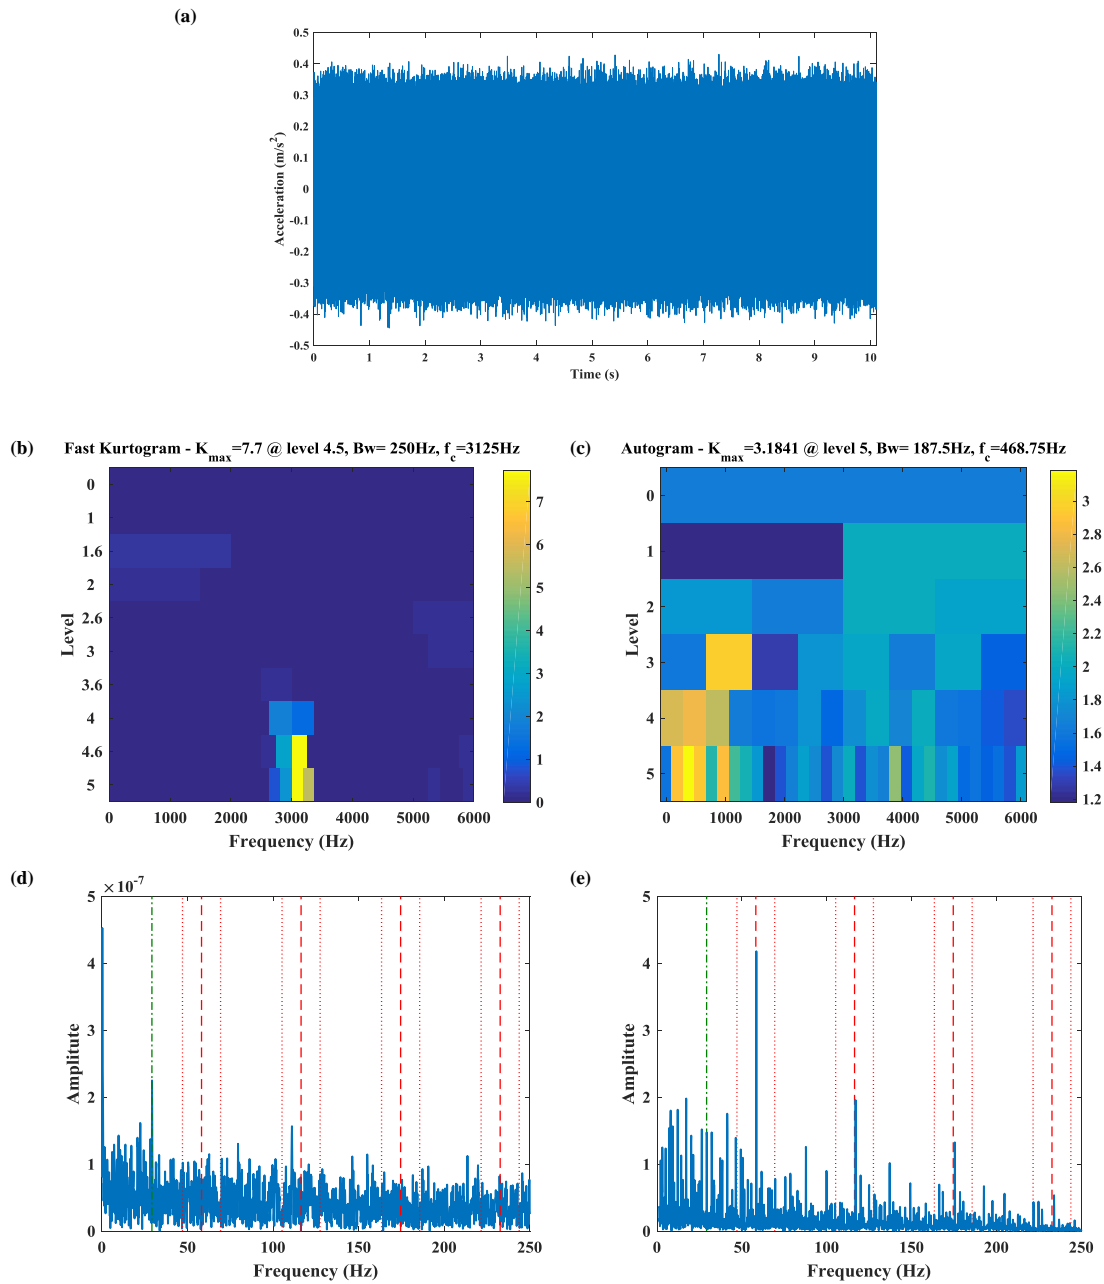 (a)
0.5
0.4
0.3
0.2
0.1
0
-0.1
-0.2
-0.3
-0.4
-0.5
Acceleration (m/s²)
0 1 2 3 4 5 6 7 8 9 10
Time (s)
(b) Fast Kurtogram - K_max=7.7 @ level 4.5, Bw= 250Hz, f_c=3125Hz
0
1
1.6
2
2.6
3
3.6
4
4.6
5
Level
0 1000 2000 3000 4000 5000 6000
Frequency (Hz)
7
6
5
4
3
2
1
0
(c) Autogram - K_max=3.1841 @ level 5, Bw= 187.5Hz, f_c=468.75Hz
0
1
2
3
4
5
Level
0 1000 2000 3000 4000 5000 6000
Frequency (Hz)
3
2.8
2.6
2.4
2.2
2
1.8
1.6
1.4
1.2
(d)
×10⁻⁷
5
4
3
2
1
0
Amplitute
0 50 100 150 200 250
Frequency (Hz)
(e)
5
4
3
2
1
0
Amplitute
0 50 100 150 200 250
Frequency (Hz)